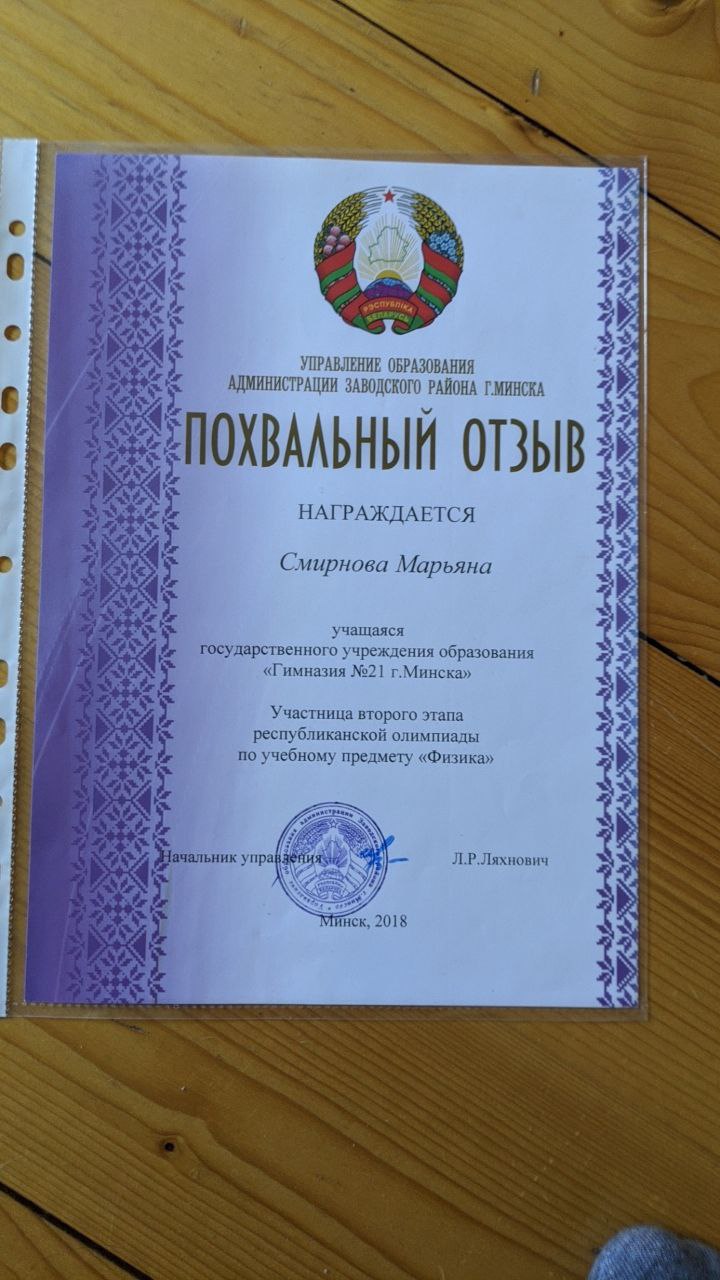 РЭСПУБЛІКА
БЕЛАРУСЬ
УПРАВЛЕНИЕ ОБРАЗОВАНИЯ
АДМИНИСТРАЦИИ ЗАВОДСКОГО РАЙОНА Г.МИНСКА
ПОХВАЛЬНЫЙ ОТЗЫВ
НАГРАЖДАЕТСЯ
Смирнова Марьяна
учащаяся
государственного учреждения образования
«Гимназия №21 г.Минска»
Участница второго этапа
республиканской олимпиады
по учебному предмету «Физика»
Начальник управления Л.Р.Ляхнович
Минск, 2018